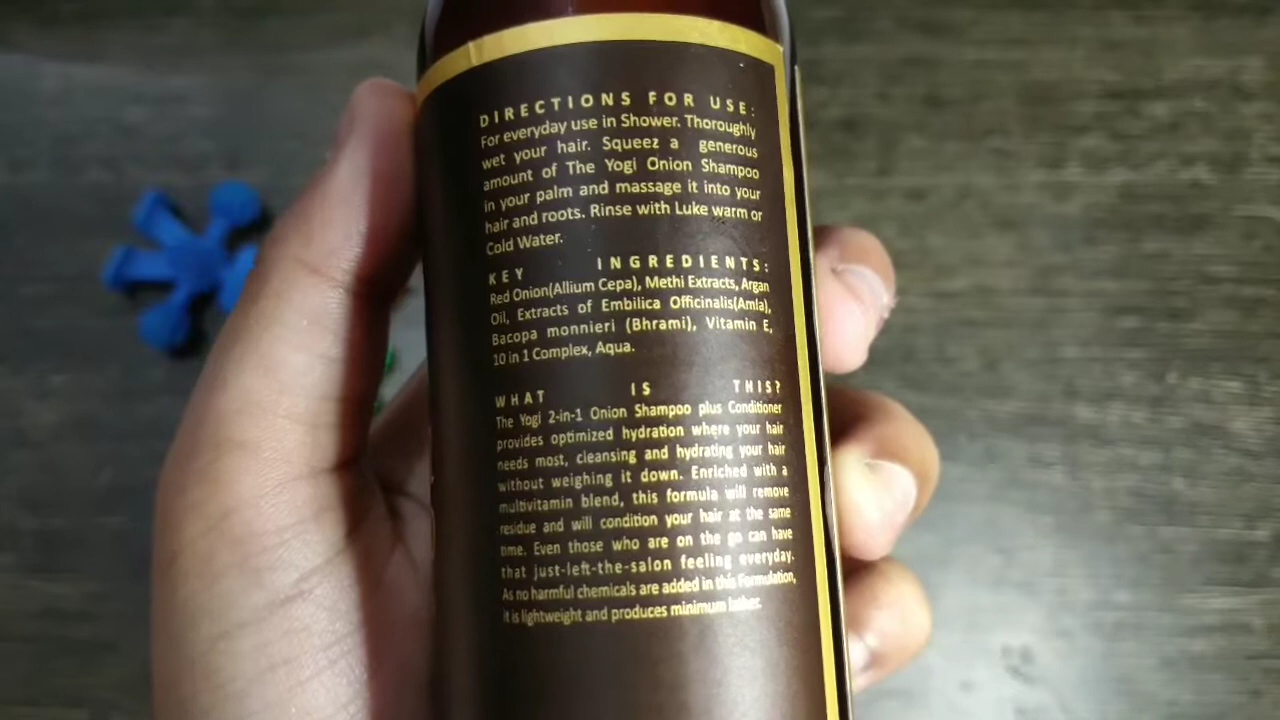 DIRECTIONS FOR USE:
For everyday use in Shower. Thoroughly
wet your hair. Squeez a generous
amount of The Yogi Onion Shampoo
in your palm and massage it into your
hair and roots. Rinse with Luke warm or
Cold Water.
KEY INGREDIENTS:
Red Onion(Allium Cepa), Methi Extracts, Argan
Oil, Extracts of Embilica Officinalis(Amla),
Bacopa monnieri (Bhrami), Vitamin E,
10 in 1 Complex, Aqua.
WHAT IS THIS?
The Yogi 2-in-1 Onion Shampoo plus Conditioner
provides optimized hydration where your hair
needs most, cleansing and hydrating your hair
without weighing it down. Enriched with a
multivitamin blend, this formula will remove
residue and will condition your hair at the same
time. Even those who are on the go can have
that just-left-the-salon feeling everyday.
As no harmful chemicals are added in this Formulation,
it is lightweight and produces minimum lather.